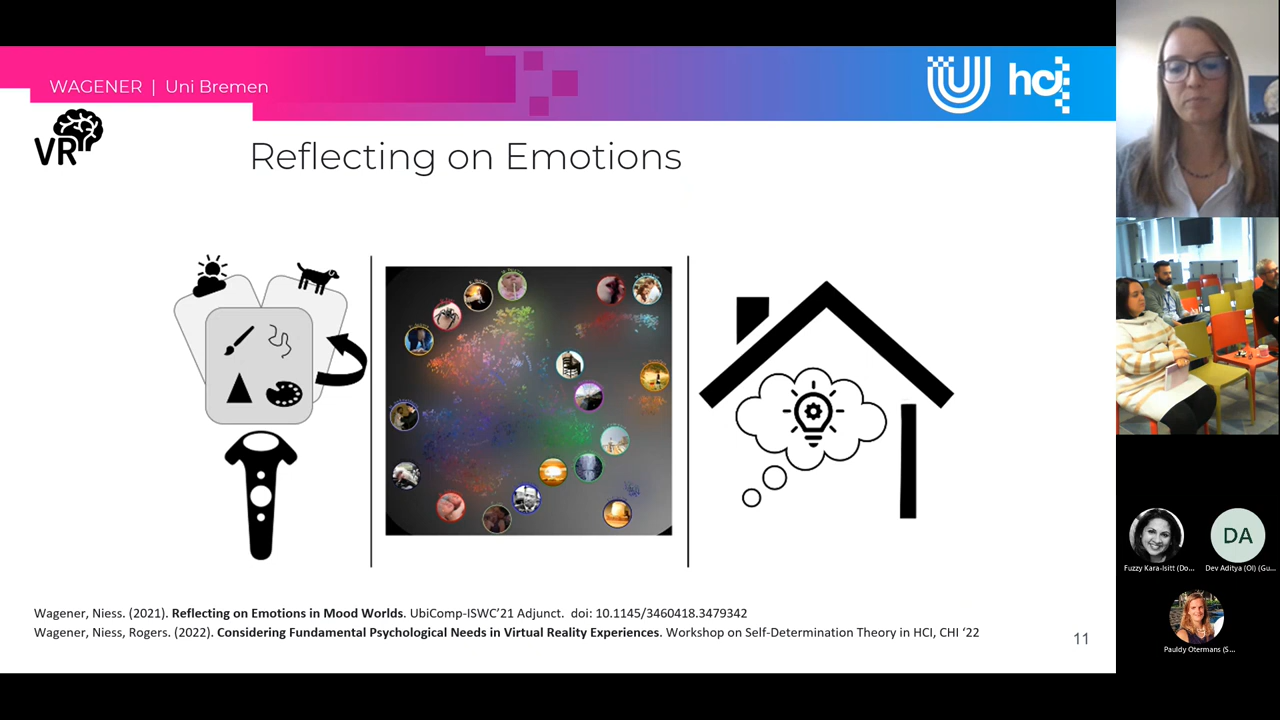 WAGENER | Uni Bremen
hci
VR
Reflecting on Emotions
Wagener, Niess. (2021). Reflecting on Emotions in Mood Worlds. UbiComp-ISWC'21 Adjunct. doi: 10.1145/3460418.3479342
Wagener, Niess, Rogers. (2022). Considering Fundamental Psychological Needs in Virtual Reality Experiences. Workshop on Self-Determination Theory in HCI, CHI ‘22
11
DA
Fuzzy Kara-Isitt (Do...
Dev Aditya (OI) (Gu...
Pauldy Otermans (S...